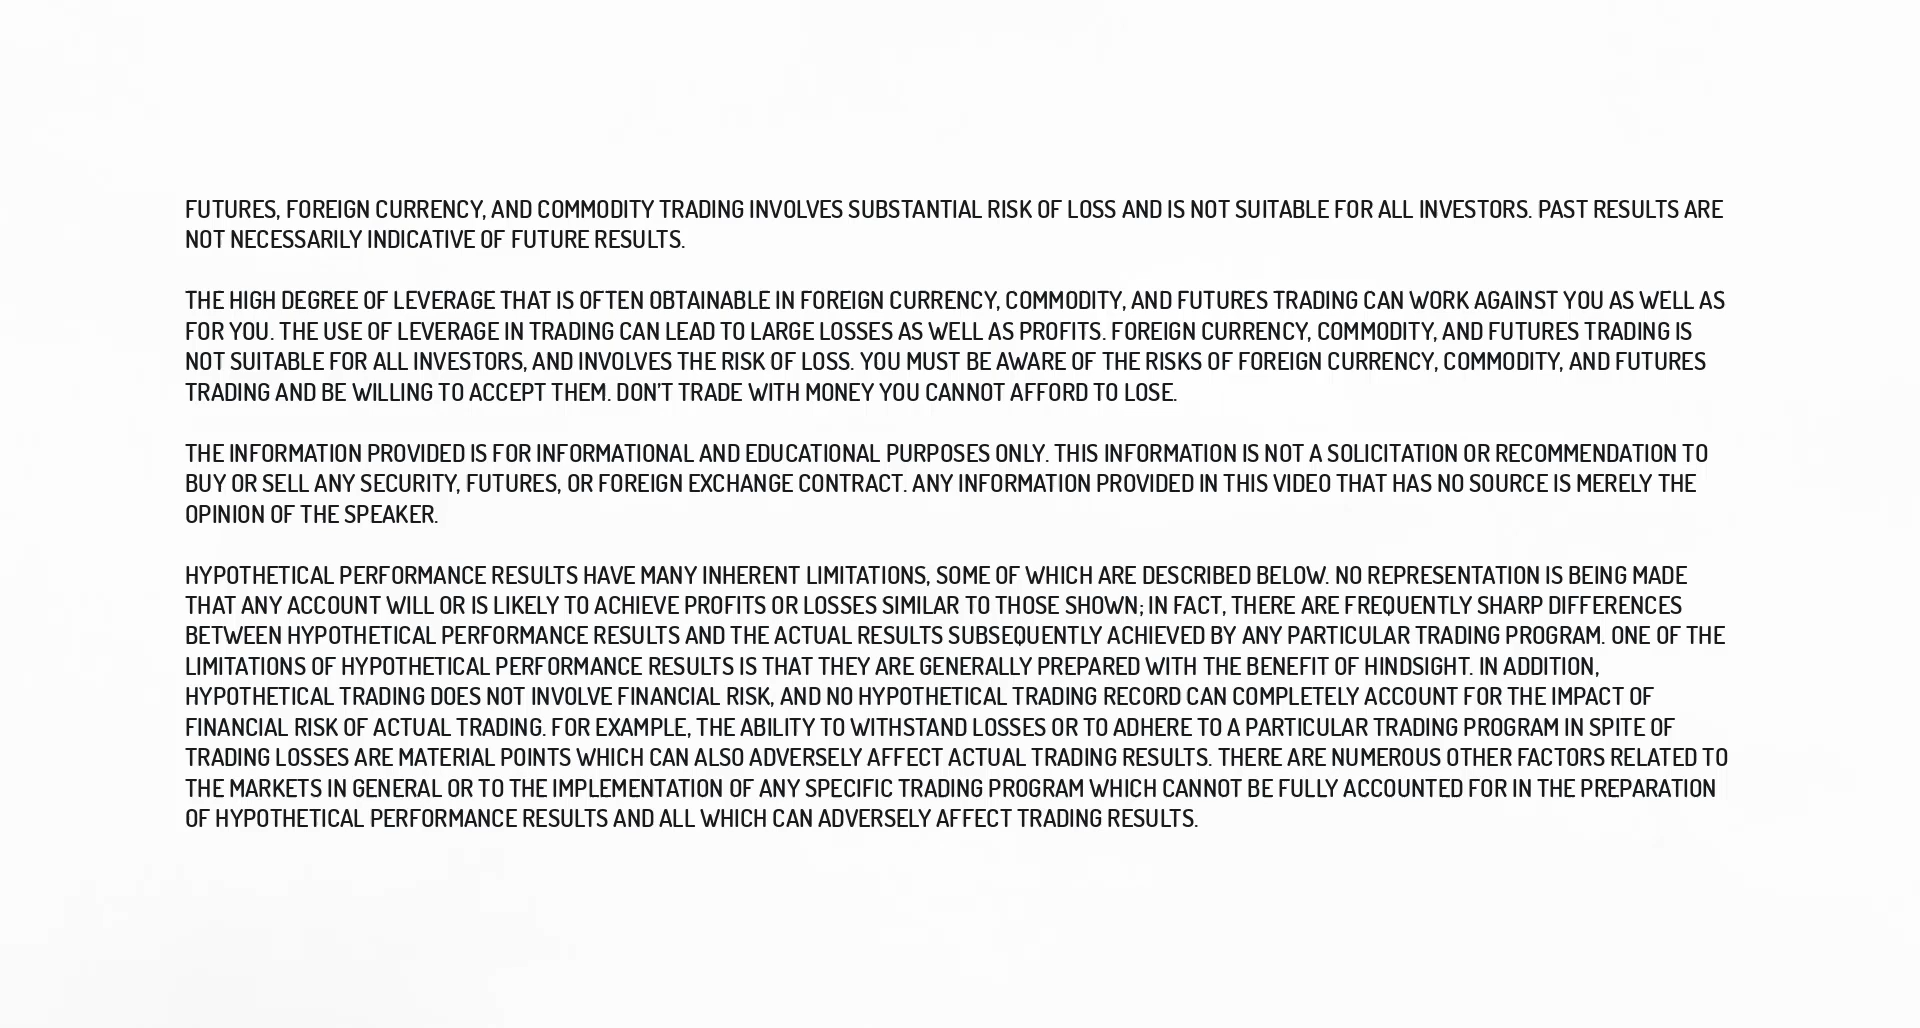 FUTURES, FOREIGN CURRENCY, AND COMMODITY TRADING INVOLVES SUBSTANTIAL RISK OF LOSS AND IS NOT SUITABLE FOR ALL INVESTORS. PAST RESULTS ARE
NOT NECESSARILY INDICATIVE OF FUTURE RESULTS.
THE HIGH DEGREE OF LEVERAGE THAT IS OFTEN OBTAINABLE IN FOREIGN CURRENCY, COMMODITY, AND FUTURES TRADING CAN WORK AGAINST YOU AS WELL AS
FOR YOU. THE USE OF LEVERAGE IN TRADING CAN LEAD TO LARGE LOSSES AS WELL AS PROFITS. FOREIGN CURRENCY, COMMODITY, AND FUTURES TRADING IS
NOT SUITABLE FOR ALL INVESTORS, AND INVOLVES THE RISK OF LOSS. YOU MUST BE AWARE OF THE RISKS OF FOREIGN CURRENCY, COMMODITY, AND FUTURES
TRADING AND BE WILLING TO ACCEPT THEM. DON'T TRADE WITH MONEY YOU CANNOT AFFORD TO LOSE.
THE INFORMATION PROVIDED IS FOR INFORMATIONAL AND EDUCATIONAL PURPOSES ONLY. THIS INFORMATION IS NOT A SOLICITATION OR RECOMMENDATION TO
BUY OR SELL ANY SECURITY, FUTURES, OR FOREIGN EXCHANGE CONTRACT. ANY INFORMATION PROVIDED IN THIS VIDEO THAT HAS NO SOURCE IS MERELY THE
OPINION OF THE SPEAKER.
HYPOTHETICAL PERFORMANCE RESULTS HAVE MANY INHERENT LIMITATIONS, SOME OF WHICH ARE DESCRIBED BELOW. NO REPRESENTATION IS BEING MADE
THAT ANY ACCOUNT WILL OR IS LIKELY TO ACHIEVE PROFITS OR LOSSES SIMILAR TO THOSE SHOWN; IN FACT, THERE ARE FREQUENTLY SHARP DIFFERENCES
BETWEEN HYPOTHETICAL PERFORMANCE RESULTS AND THE ACTUAL RESULTS SUBSEQUENTLY ACHIEVED BY ANY PARTICULAR TRADING PROGRAM. ONE OF THE
LIMITATIONS OF HYPOTHETICAL PERFORMANCE RESULTS IS THAT THEY ARE GENERALLY PREPARED WITH THE BENEFIT OF HINDSIGHT. IN ADDITION,
HYPOTHETICAL TRADING DOES NOT INVOLVE FINANCIAL RISK, AND NO HYPOTHETICAL TRADING RECORD CAN COMPLETELY ACCOUNT FOR THE IMPACT OF
FINANCIAL RISK OF ACTUAL TRADING. FOR EXAMPLE, THE ABILITY TO WITHSTAND LOSSES OR TO ADHERE TO A PARTICULAR TRADING PROGRAM IN SPITE OF
TRADING LOSSES ARE MATERIAL POINTS WHICH CAN ALSO ADVERSELY AFFECT ACTUAL TRADING RESULTS. THERE ARE NUMEROUS OTHER FACTORS RELATED TO
THE MARKETS IN GENERAL OR TO THE IMPLEMENTATION OF ANY SPECIFIC TRADING PROGRAM WHICH CANNOT BE FULLY ACCOUNTED FOR IN THE PREPARATION
OF HYPOTHETICAL PERFORMANCE RESULTS AND ALL WHICH CAN ADVERSELY AFFECT TRADING RESULTS.